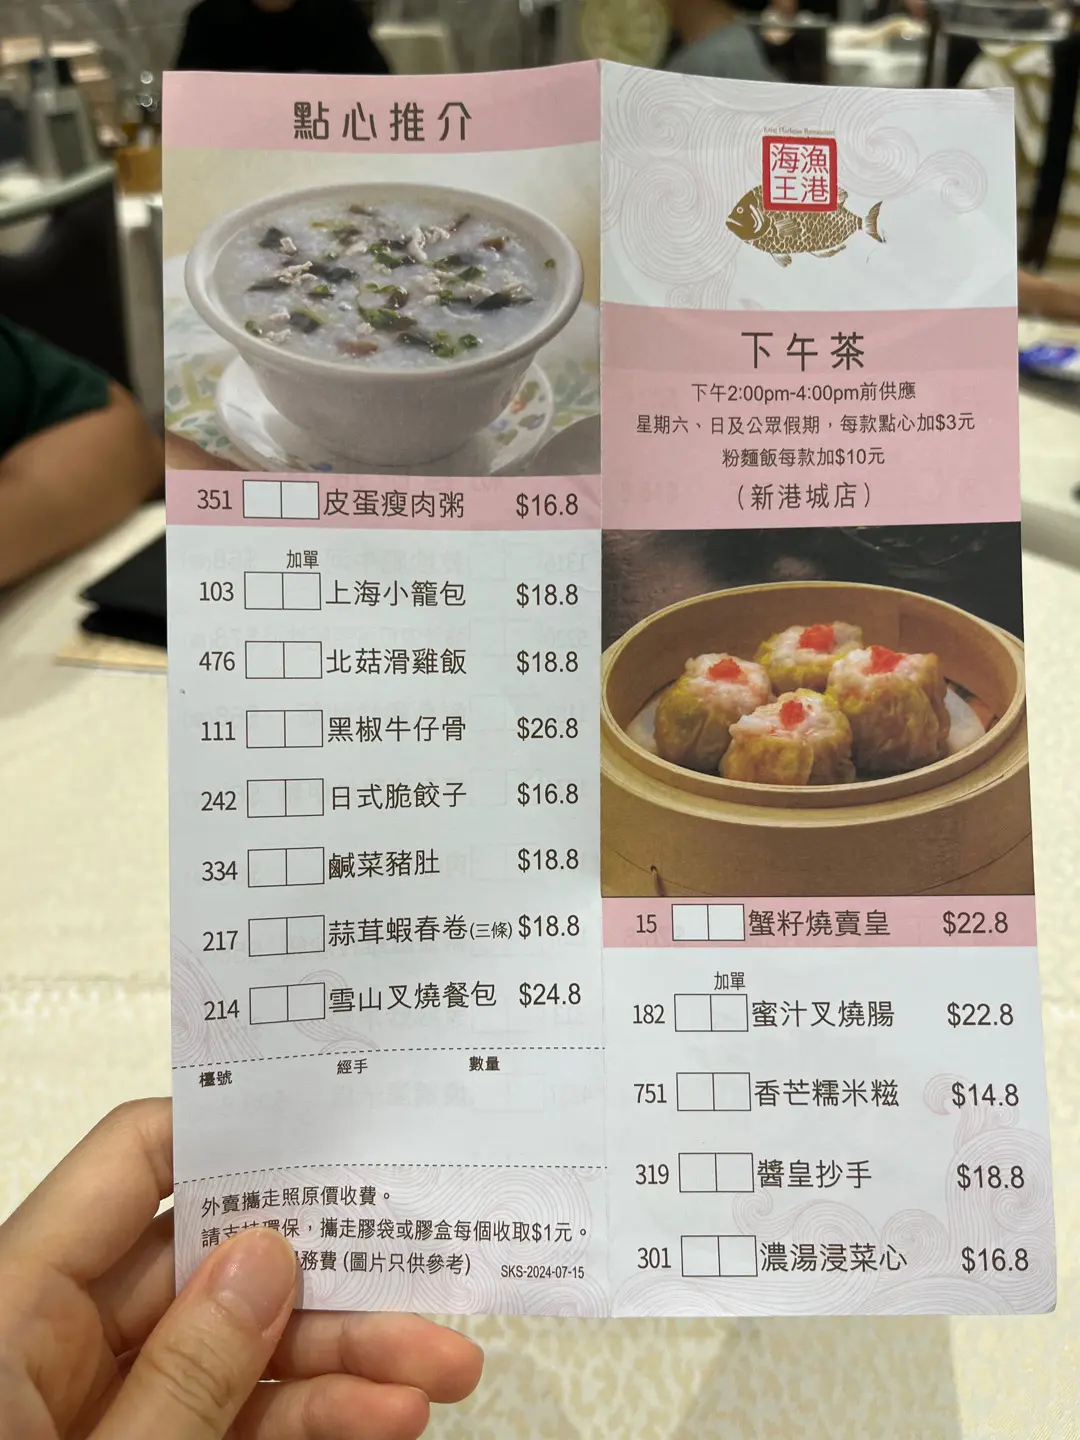 點心推介
351 皮蛋瘦肉粥 $16.8
加單
103 上海小籠包 $18.8
476 北菇滑雞飯 $18.8
111 黑椒牛仔骨 $26.8
242 日式脆餃子 $16.8
334 鹹菜豬肚 $18.8
217 蒜茸蝦春卷(三條) $18.8
214 雪山叉燒餐包 $24.8
檯號 經手 數量
外賣攜走照原價收費。
請支持環保，攜走膠袋或膠盒每個收取$1元。
務費 (圖片只供參考) SKS-2024-07-15
海漁
王港
下午茶
下午2:00pm-4:00pm前供應
星期六、日及公眾假期，每款點心加$3元
粉麵飯每款加$10元
（新港城店）
15 蟹籽燒賣皇 $22.8
加單
182 蜜汁叉燒腸 $22.8
751 香芒糯米糍 $14.8
319 醬皇抄手 $18.8
301 濃湯浸菜心 $16.8